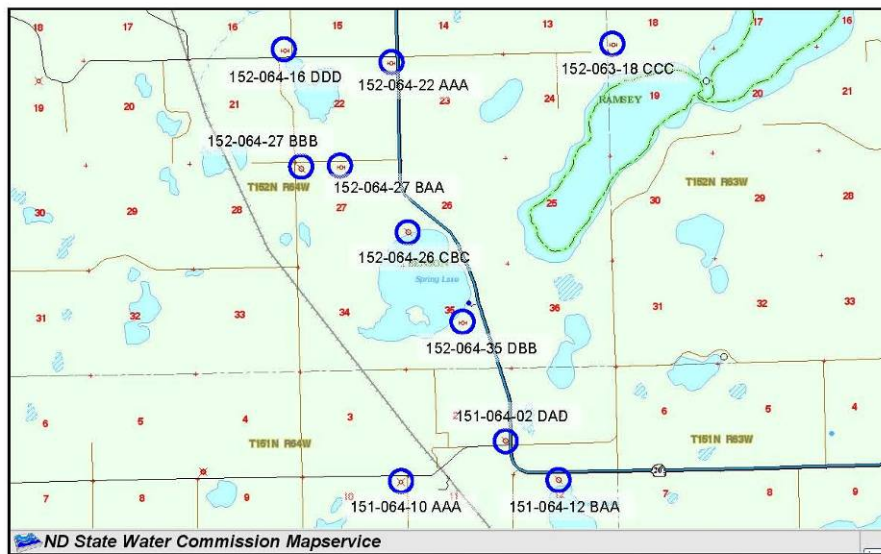 18 17 16 15 14 13 18 17 16
152-064-16 DDD
152-064-22 AAA
152-063-18 CCC
19 20 21 22 23 24 RAMSEY 19 20 21
152-064-27 BBB
152-064-27 BAA
T152N R64W
T152N R63W
30 29 28 27 26 25 30 29 28
152-064-26 CBC
BENSON
Spring Lake
31 32 33 34 35 36 31 32 33
152-064-35 DBB
151-064-02 DAD
6 5 4 3 2 6 5 4
T151N R64W
T151N R63W
20
7 8 9 10 11 12 7 8 9
151-064-10 AAA
151-064-12 BAA
ND State Water Commission Mapservice